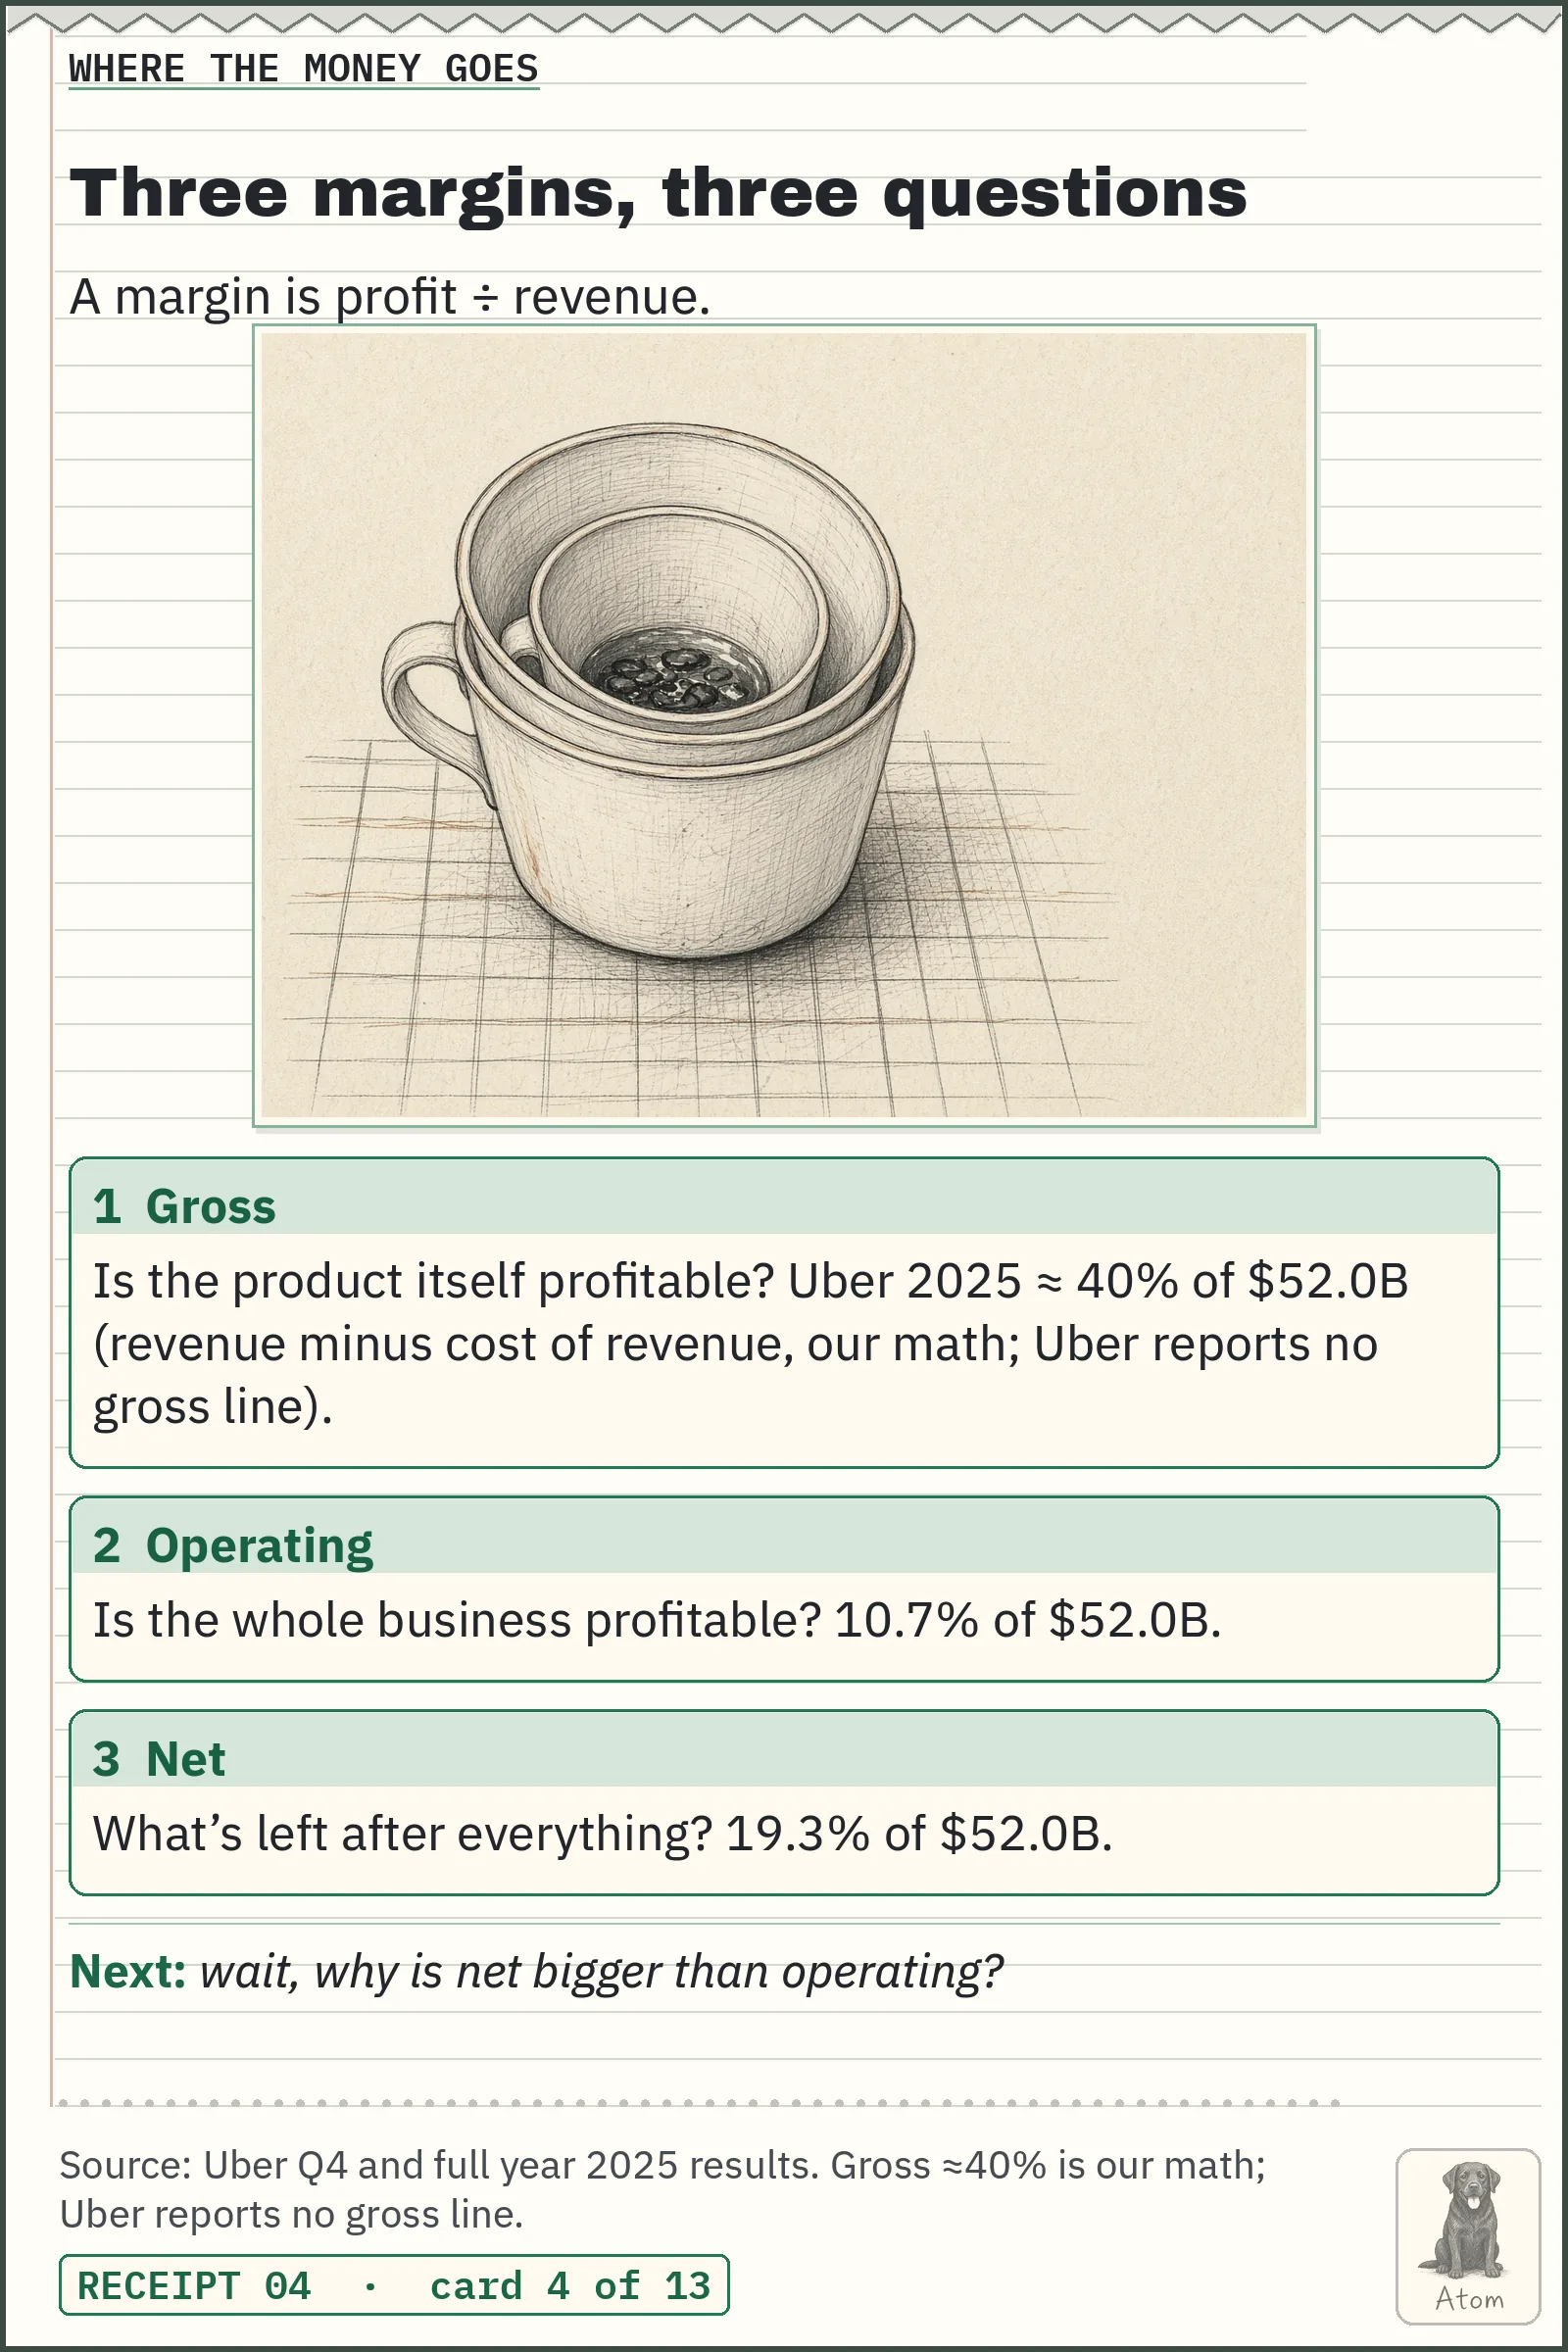 WHERE THE MONEY GOES
Three margins, three questions
A margin is profit ÷ revenue.
1 Gross
Is the product itself profitable? Uber 2025 ≈ 40% of $52.0B
(revenue minus cost of revenue, our math; Uber reports no
gross line).
2 Operating
Is the whole business profitable? 10.7% of $52.0B.
3 Net
What’s left after everything? 19.3% of $52.0B.
Next: wait, why is net bigger than operating?
Source: Uber Q4 and full year 2025 results. Gross ≈40% is our math;
Uber reports no gross line.
RECEIPT 04 · card 4 of 13
Atom